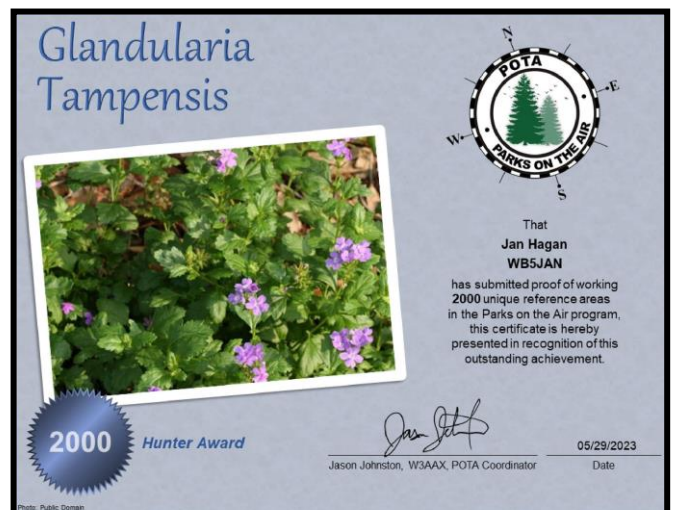 Glandularia
Tampensis
N
POTA
E
W
PARKS ON THE AIR
S
That
Jan Hagan
WB5JAN
has submitted proof of working
2000 unique reference areas
in the Parks on the Air program,
this certificate is hereby
presented in recognition of this
outstanding achievement.
2000
Hunter Award
05/29/2023
Jason Johnston, W3AAX, POTA Coordinator
Date
Photo: Public Domain